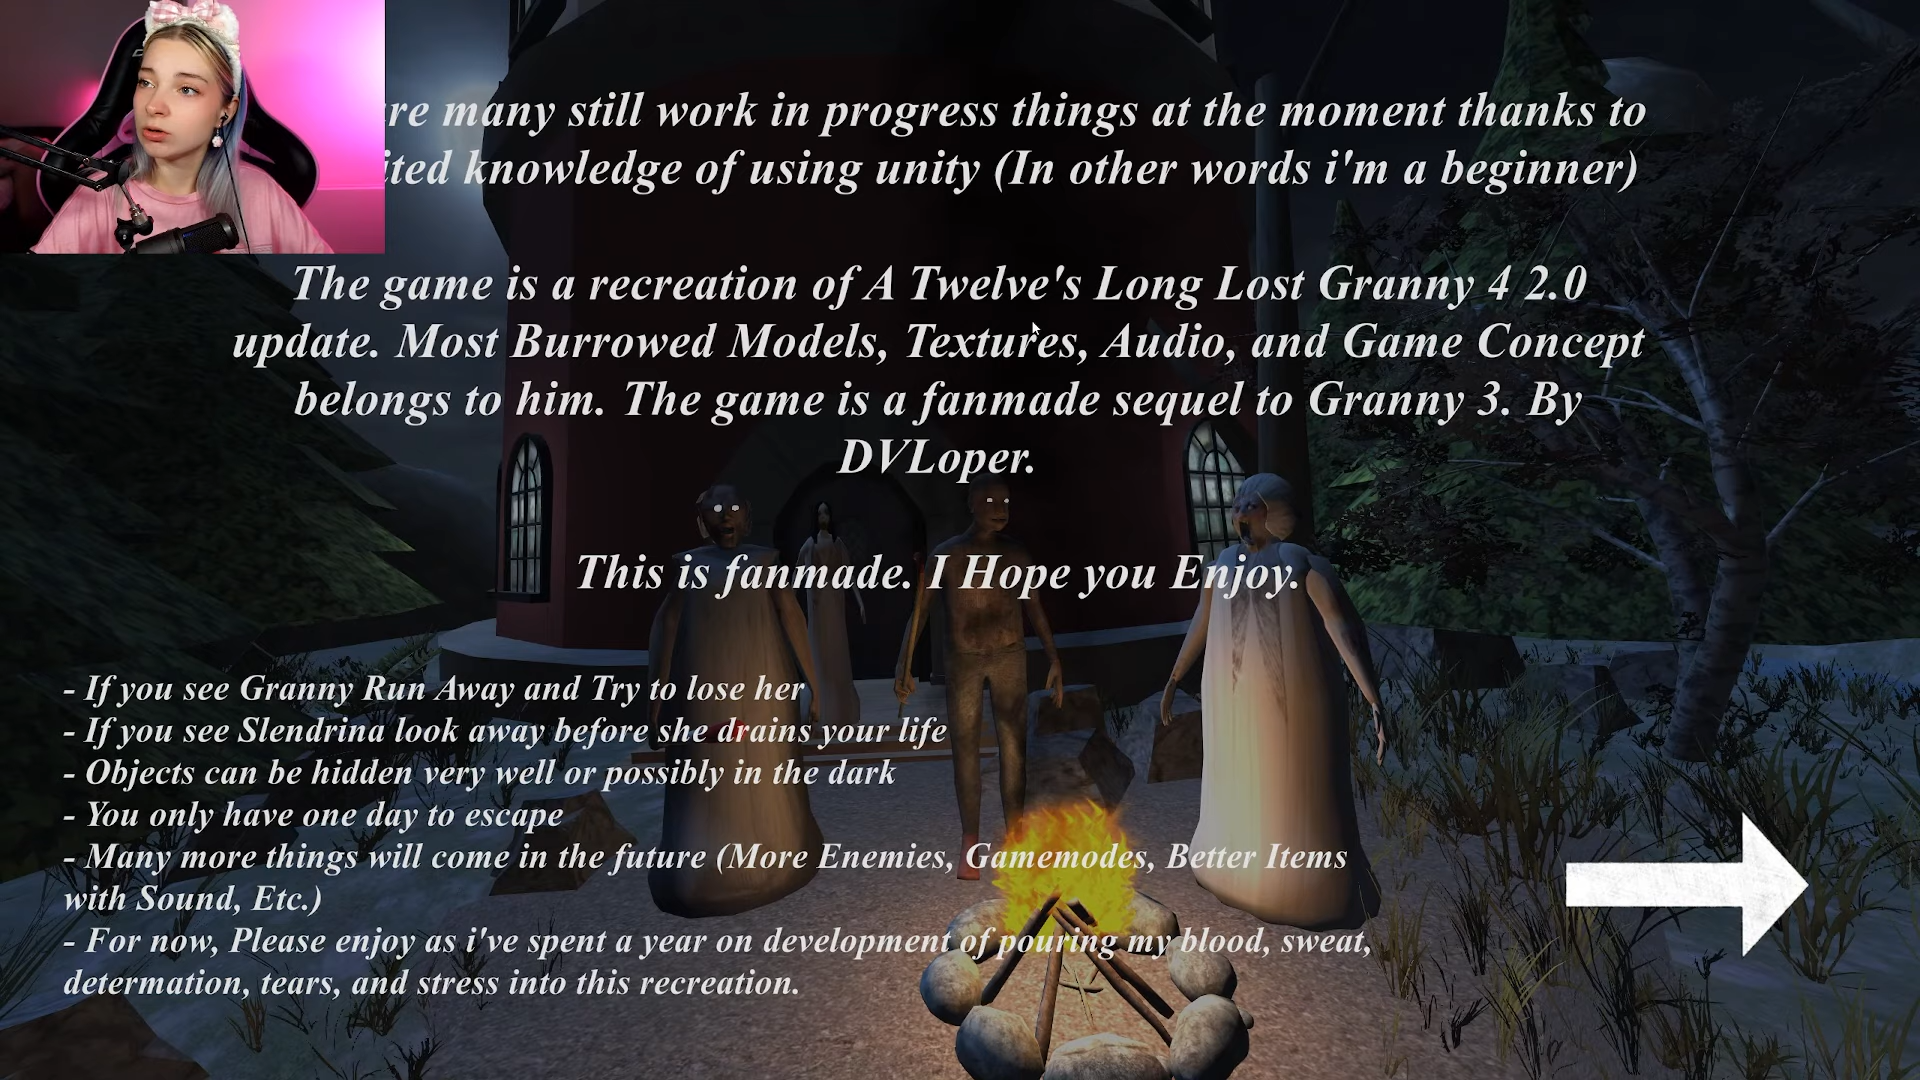 are many still work in progress things at the moment thanks to
ited knowledge of using unity (In other words i'm a beginner)
The game is a recreation of A Twelve's Long Lost Granny 4 2.0
update. Most Burrowed Models, Textures, Audio, and Game Concept
belongs to him. The game is a fanmade sequel to Granny 3. By
DVLoper.
This is fanmade. I Hope you Enjoy.
- If you see Granny Run Away and Try to lose her
- If you see Slendrina look away before she drains your life
- Objects can be hidden very well or possibly in the dark
- You only have one day to escape
- Many more things will come in the future (More Enemies, Gamemodes, Better Items
with Sound, Etc.)
- For now, Please enjoy as i've spent a year on development of pouring my blood, sweat,
determation, tears, and stress into this recreation.